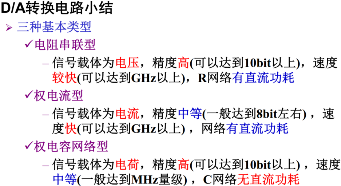 D/A转换电路小结
三种基本类型
✓电阻串联型
–信号载体为电压，精度高(可以达到10bit以上)，速度
较快(可以达到GHz以上)，R网络有直流功耗
✓权电流型
–信号载体为电流，精度中等(一般达到8bit左右) ，速
度快(可以达到GHz以上) ，网络有直流功耗
✓权电容网络型
–信号载体为电荷，精度高(可以达到10bit以上) ，速度
中等(一般达到MHz量级) ，C网络无直流功耗